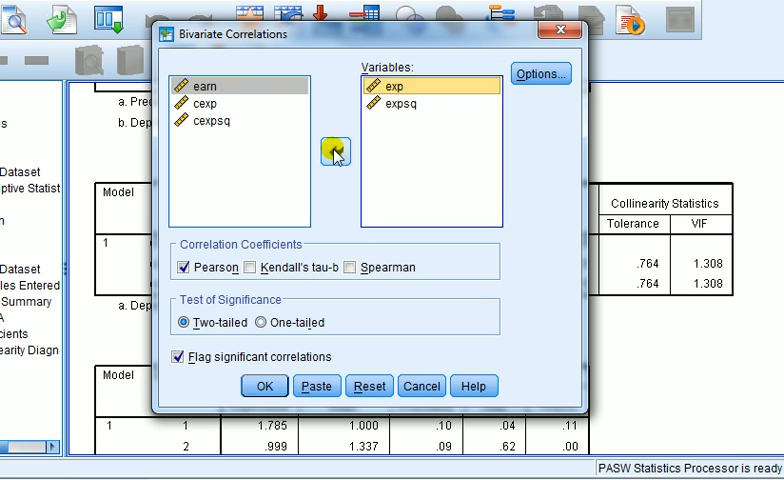 Bivariate Correlations
Variables:
earn
cexp
cexpsq
exp
expsq
Options...
Correlation Coefficients
Pearson Kendall's tau-b Spearman
Test of Significance
Two-tailed One-tailed
Flag significant correlations
OK Paste Reset Cancel Help
s
Dataset
ptive Statist
n
Dataset
les Entered
Summary
A
cients
earity Diagn
a. Pred
b. Dep
Model
Collinearity Statistics
Tolerance VIF
1
.764 1.308
.764 1.308
a. Dep
Model
1 1 1.785 1.000 .10 .04 .11
2 .999 1.337 .09 .62 .00
PASW Statistics Processor is ready